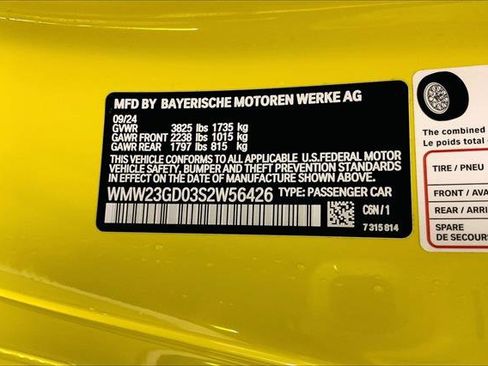 MFD BY BAYERISCHE MOTOREN WERKE AG
09/24
GVWR 3825 lbs 1735 kg
GAWR FRONT 2238 lbs 1015 kg
GAWR REAR 1797 lbs 815 kg
THIS VEHICLE CONFORMS TO ALL APPLICABLE U.S.FEDERAL MOTOR
VEHICLE SAFETY, BUMPER, AND THEFT PREVENTION STANDARDS
IN EFFECT ON THE DATE OF MANUFACTURE SHOWN ABOVE.
WMW23GD03S2W56426 TYPE: PASSENGER CAR
C6N/1
7315814
The combined
Le poids total
TIRE / PNEU
FRONT / AVA
REAR / ARRI
SPARE
DE SECOURS